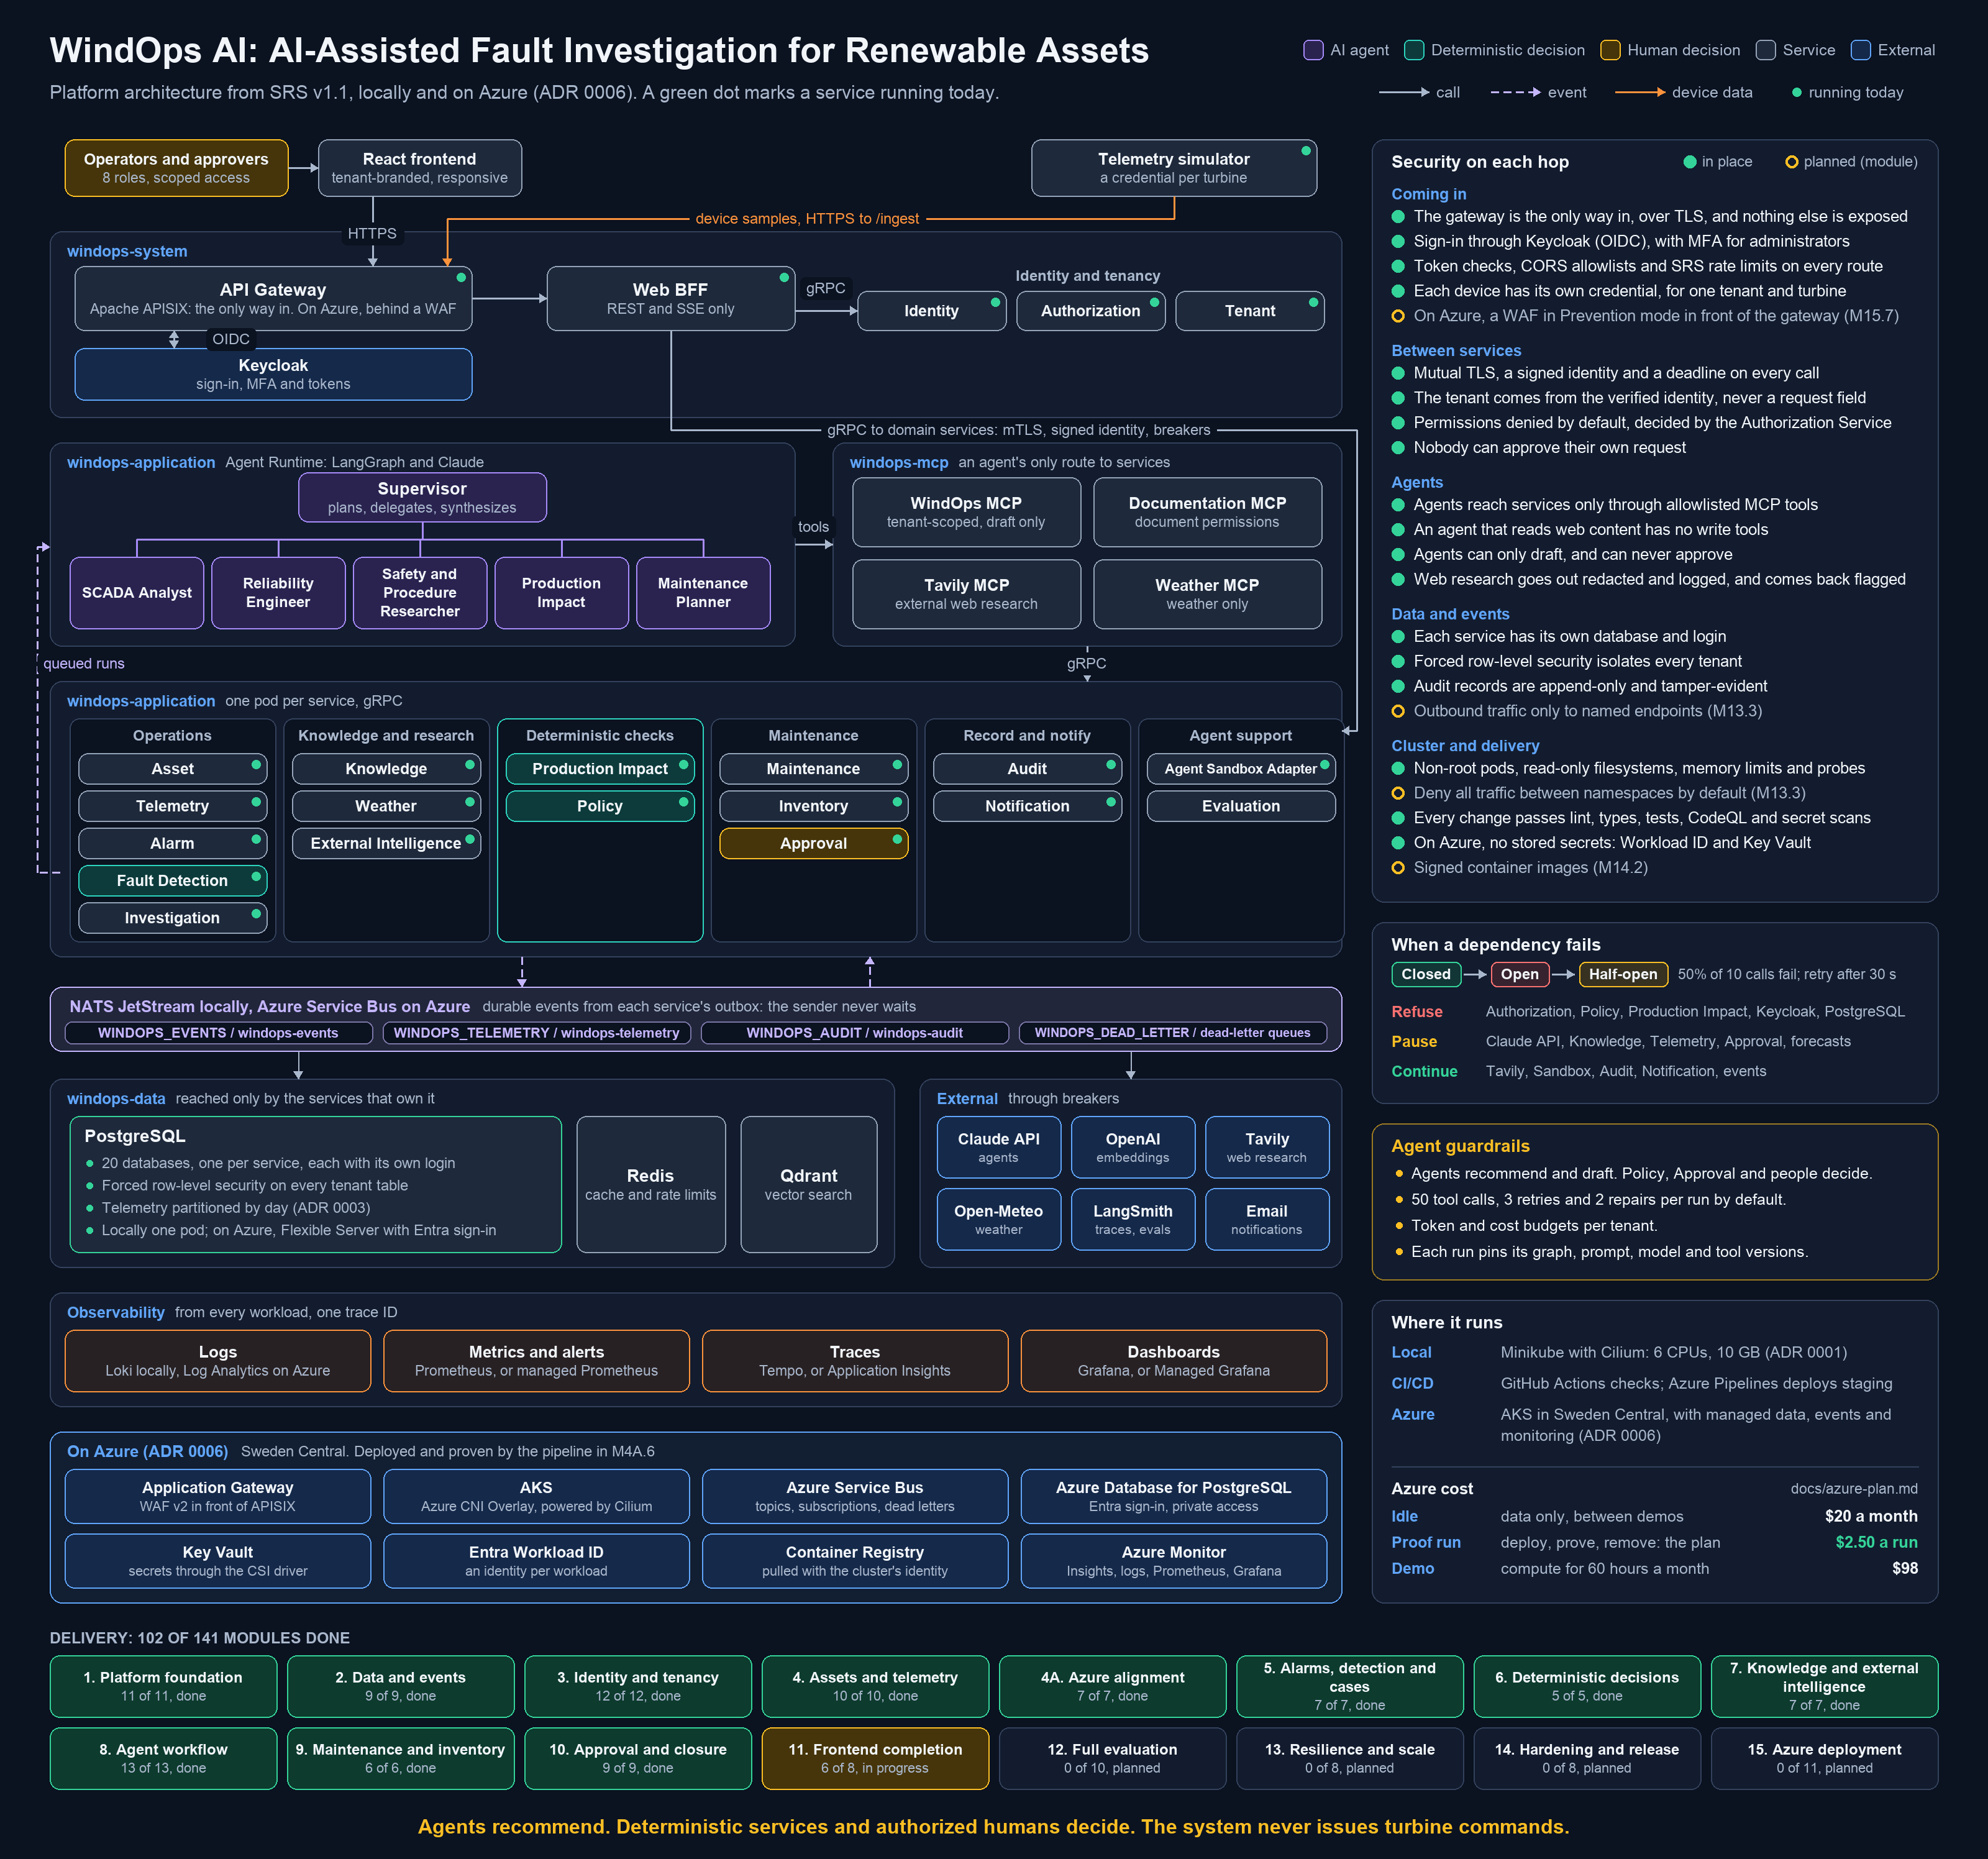 WindOps AI: AI-Assisted Fault Investigation for Renewable Assets
Platform architecture from SRS v1.1, locally and on Azure (ADR 0006). A green dot marks a service running today.
AI agent
Deterministic decision
Human decision
Service
External
call
event
device data
running today
Operators and approvers
8 roles, scoped access
React frontend
tenant-branded, responsive
Telemetry simulator
a credential per turbine
device samples, HTTPS to /ingest
HTTPS
windops-system
API Gateway
Apache APISIX: the only way in. On Azure, behind a WAF
Web BFF
REST and SSE only
gRPC
Identity and tenancy
Identity
Authorization
Tenant
OIDC
Keycloak
sign-in, MFA and tokens
gRPC to domain services: mTLS, signed identity, breakers
windops-application Agent Runtime: LangGraph and Claude
Supervisor
plans, delegates, synthesizes
SCADA Analyst
Reliability
Engineer
Safety and
Procedure
Researcher
Production
Impact
Maintenance
Planner
tools
windops-mcp an agent's only route to services
WindOps MCP
tenant-scoped, draft only
Documentation MCP
document permissions
Tavily MCP
external web research
Weather MCP
weather only
queued runs
gRPC
windops-application one pod per service, gRPC
Operations
Asset
Telemetry
Alarm
Fault Detection
Investigation
Knowledge and research
Knowledge
Weather
External Intelligence
Deterministic checks
Production Impact
Policy
Maintenance
Maintenance
Inventory
Approval
Record and notify
Audit
Notification
Agent support
Agent Sandbox Adapter
Evaluation
NATS JetStream locally, Azure Service Bus on Azure durable events from each service's outbox: the sender never waits
WINDOPS_EVENTS / windops-events
WINDOPS_TELEMETRY / windops-telemetry
WINDOPS_AUDIT / windops-audit
WINDOPS_DEAD_LETTER / dead-letter queues
windops-data reached only by the services that own it
PostgreSQL
20 databases, one per service, each with its own login
Forced row-level security on every tenant table
Telemetry partitioned by day (ADR 0003)
Locally one pod; on Azure, Flexible Server with Entra sign-in
Redis
cache and rate limits
Qdrant
vector search
External through breakers
Claude API
agents
OpenAI
embeddings
Tavily
web research
Open-Meteo
weather
LangSmith
traces, evals
Email
notifications
Observability from every workload, one trace ID
Logs
Loki locally, Log Analytics on Azure
Metrics and alerts
Prometheus, or managed Prometheus
Traces
Tempo, or Application Insights
Dashboards
Grafana, or Managed Grafana
On Azure (ADR 0006) Sweden Central. Deployed and proven by the pipeline in M4A.6
Application Gateway
WAF v2 in front of APISIX
AKS
Azure CNI Overlay, powered by Cilium
Azure Service Bus
topics, subscriptions, dead letters
Azure Database for PostgreSQL
Entra sign-in, private access
Key Vault
secrets through the CSI driver
Entra Workload ID
an identity per workload
Container Registry
pulled with the cluster's identity
Azure Monitor
Insights, logs, Prometheus, Grafana
Security on each hop
in place
planned (module)
Coming in
The gateway is the only way in, over TLS, and nothing else is exposed
Sign-in through Keycloak (OIDC), with MFA for administrators
Token checks, CORS allowlists and SRS rate limits on every route
Each device has its own credential, for one tenant and turbine
On Azure, a WAF in Prevention mode in front of the gateway (M15.7)
Between services
Mutual TLS, a signed identity and a deadline on every call
The tenant comes from the verified identity, never a request field
Permissions denied by default, decided by the Authorization Service
Nobody can approve their own request
Agents
Agents reach services only through allowlisted MCP tools
An agent that reads web content has no write tools
Agents can only draft, and can never approve
Web research goes out redacted and logged, and comes back flagged
Data and events
Each service has its own database and login
Forced row-level security isolates every tenant
Audit records are append-only and tamper-evident
Outbound traffic only to named endpoints (M13.3)
Cluster and delivery
Non-root pods, read-only filesystems, memory limits and probes
Deny all traffic between namespaces by default (M13.3)
Every change passes lint, types, tests, CodeQL and secret scans
On Azure, no stored secrets: Workload ID and Key Vault
Signed container images (M14.2)
When a dependency fails
Closed
Open
Half-open
50% of 10 calls fail; retry after 30 s
Refuse Authorization, Policy, Production Impact, Keycloak, PostgreSQL
Pause Claude API, Knowledge, Telemetry, Approval, forecasts
Continue Tavily, Sandbox, Audit, Notification, events
Agent guardrails
Agents recommend and draft. Policy, Approval and people decide.
50 tool calls, 3 retries and 2 repairs per run by default.
Token and cost budgets per tenant.
Each run pins its graph, prompt, model and tool versions.
Where it runs
Local Minikube with Cilium: 6 CPUs, 10 GB (ADR 0001)
CI/CD GitHub Actions checks; Azure Pipelines deploys staging
Azure AKS in Sweden Central, with managed data, events and
monitoring (ADR 0006)
Azure cost docs/azure-plan.md
Idle data only, between demos $20 a month
Proof run deploy, prove, remove: the plan $2.50 a run
Demo compute for 60 hours a month $98
DELIVERY: 102 OF 141 MODULES DONE
1. Platform foundation
11 of 11, done
2. Data and events
9 of 9, done
3. Identity and tenancy
12 of 12, done
4. Assets and telemetry
10 of 10, done
4A. Azure alignment
7 of 7, done
5. Alarms, detection and
cases
7 of 7, done
6. Deterministic decisions
5 of 5, done
7. Knowledge and external
intelligence
7 of 7, done
8. Agent workflow
13 of 13, done
9. Maintenance and inventory
6 of 6, done
10. Approval and closure
9 of 9, done
11. Frontend completion
6 of 8, in progress
12. Full evaluation
0 of 10, planned
13. Resilience and scale
0 of 8, planned
14. Hardening and release
0 of 8, planned
15. Azure deployment
0 of 11, planned
Agents recommend. Deterministic services and authorized humans decide. The system never issues turbine commands.